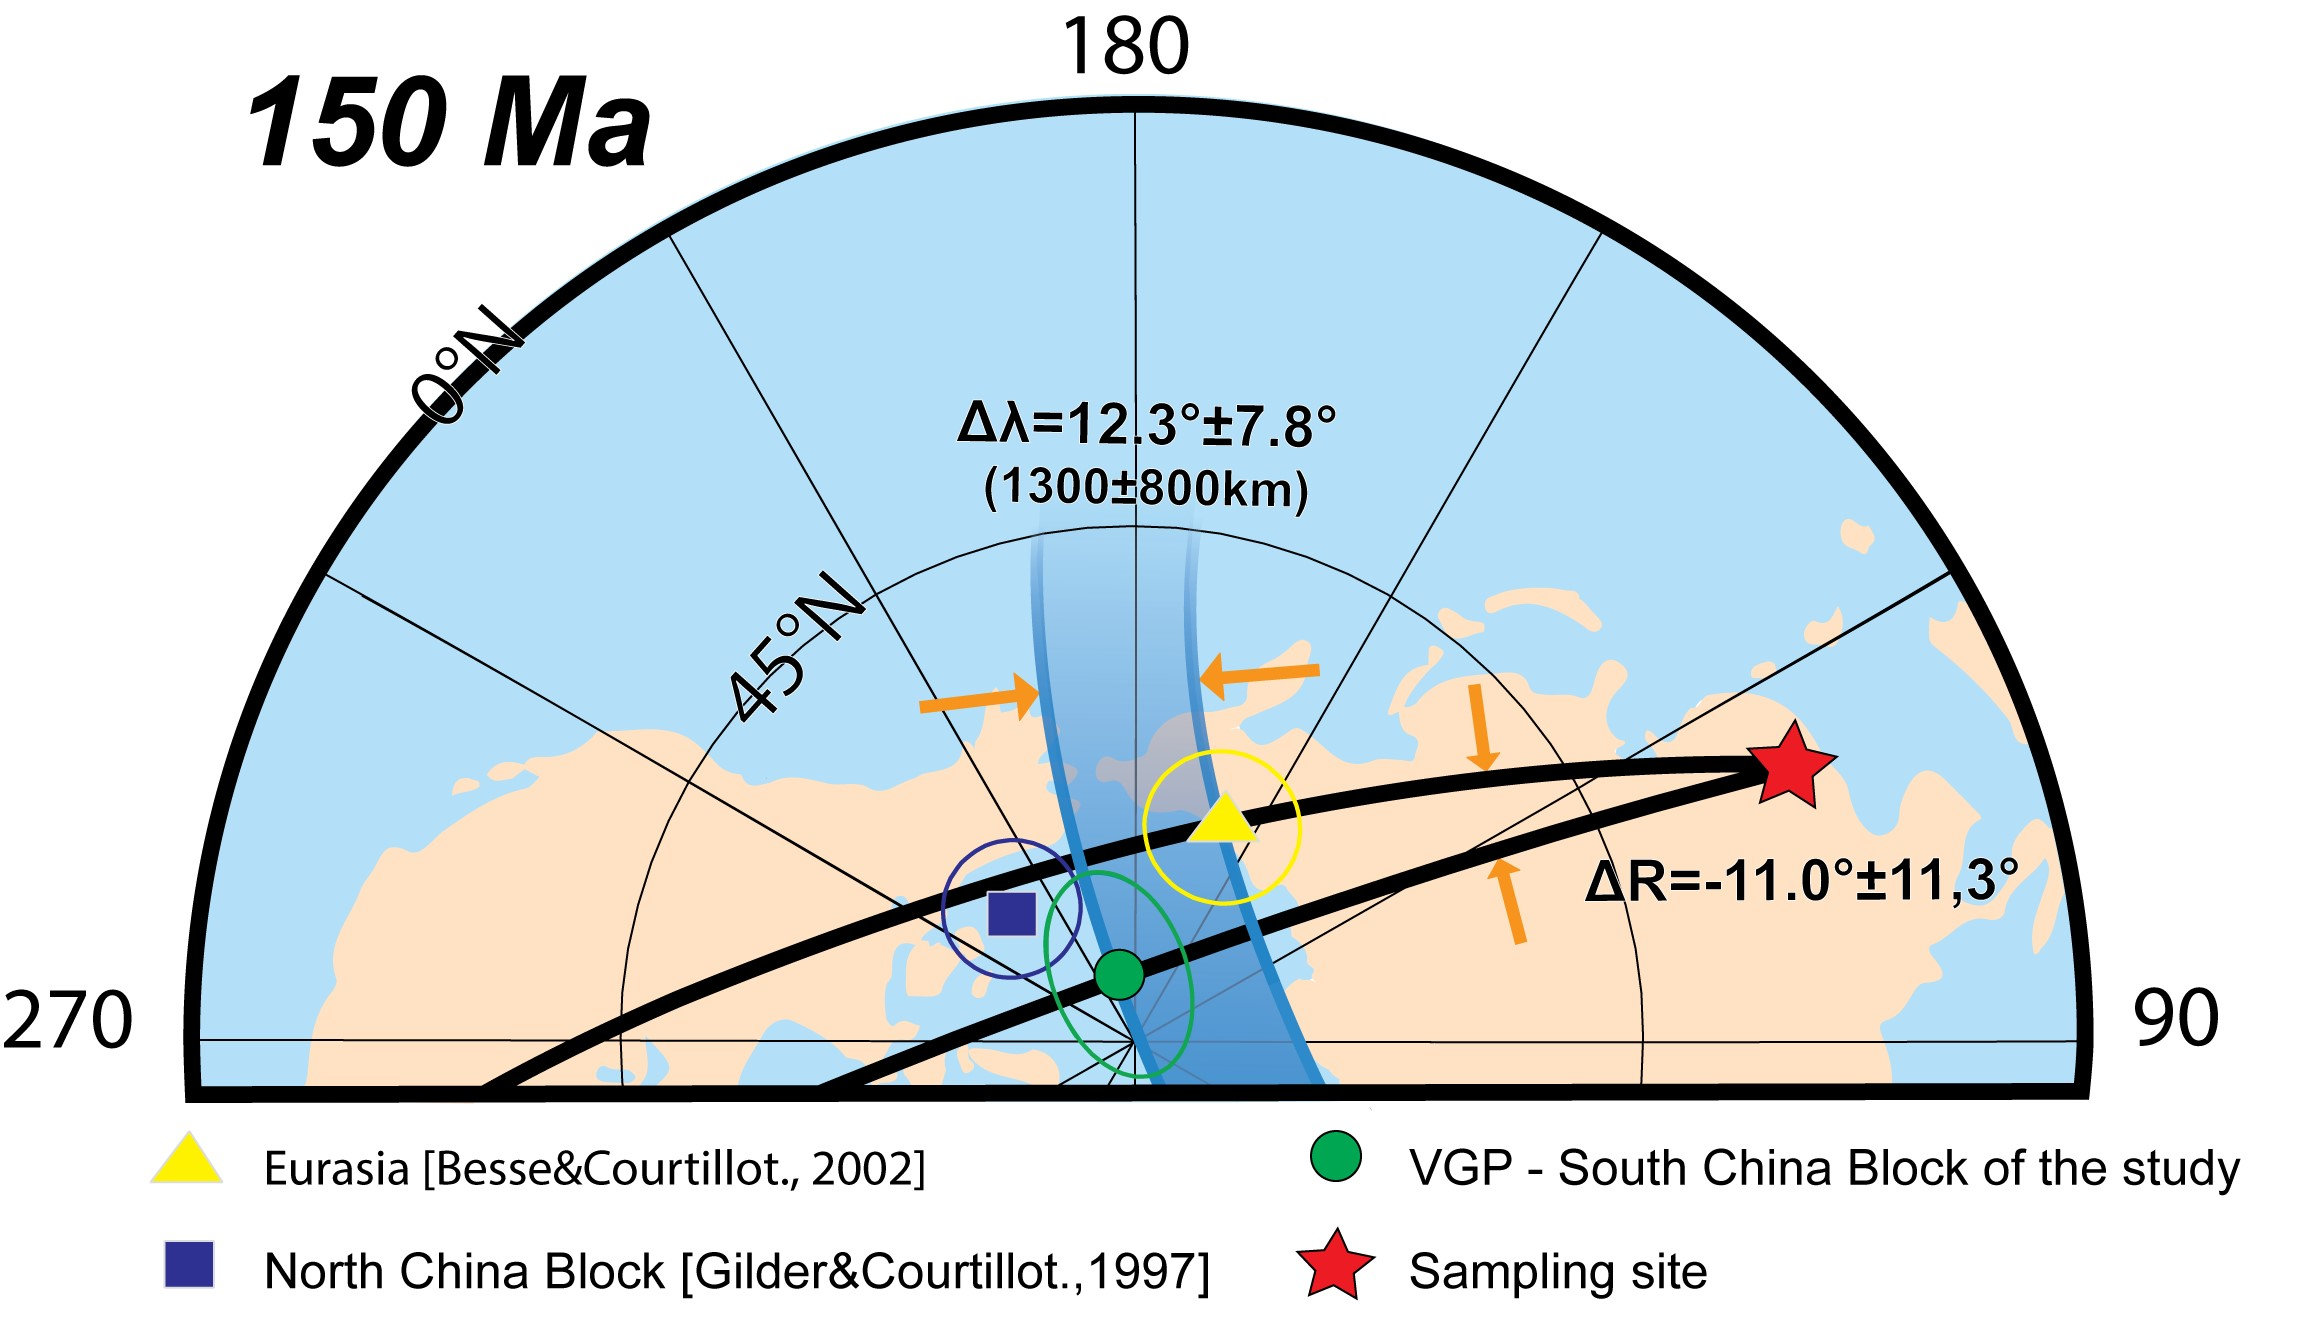 180
150 Ma
0°N
Δλ=12.3°±7.8°
(1300±800km)
45°N
ΔR=-11.0°±11,3°
270
90
Eurasia [Besse&Courtillot., 2002]
VGP - South China Block of the study
North China Block [Gilder&Courtillot.,1997]
Sampling site